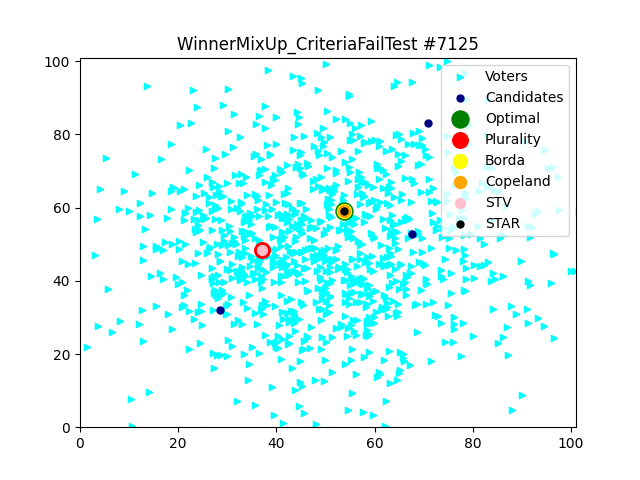 WinnerMixUp_CriteriaFailTest #7125
100
80
60
40
20
0
0
20
40
60
80
100
Voters
Candidates
Optimal
Plurality
Borda
Copeland
STV
STAR